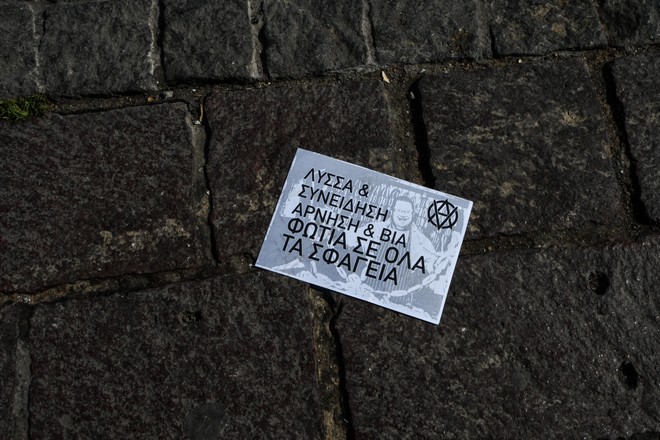 ΛΥΣΣΑ &
ΣΥΝΕΙΔΗΣΗ
ΑΡΝΗΣΗ & ΒΙΑ
ΦΩΤΙΑ ΣΕ ΟΛΑ
ΤΑ ΣΦΑΓΕΙΑ